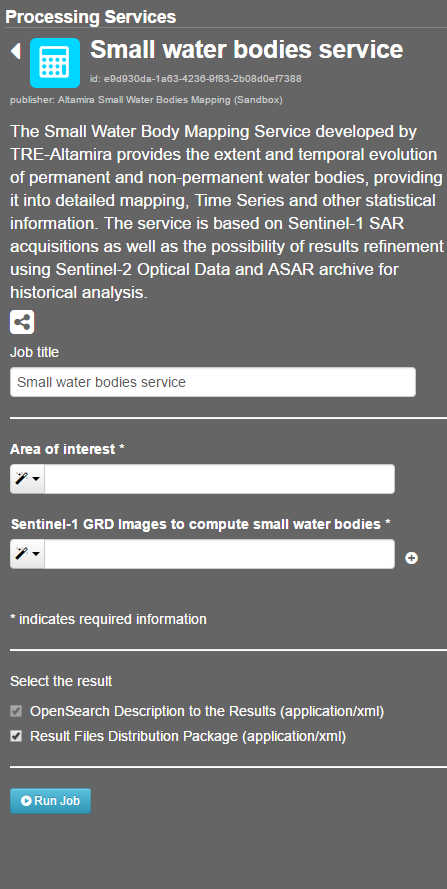 Processing Services
Small water bodies service
id: e9d930da-1a63-4236-9f83-2b08d0ef7388
publisher: Altamira Small Water Bodies Mapping (Sandbox)
The Small Water Body Mapping Service developed by
TRE-Altamira provides the extent and temporal evolution
of permanent and non-permanent water bodies, providing
it into detailed mapping, Time Series and other statistical
information. The service is based on Sentinel-1 SAR
acquisitions as well as the possibility of results refinement
using Sentinel-2 Optical Data and ASAR archive for
historical analysis.
Job title
Small water bodies service
Area of interest *
Sentinel-1 GRD Images to compute small water bodies *
* indicates required information
Select the result
OpenSearch Description to the Results (application/xml)
Result Files Distribution Package (application/xml)
Run Job